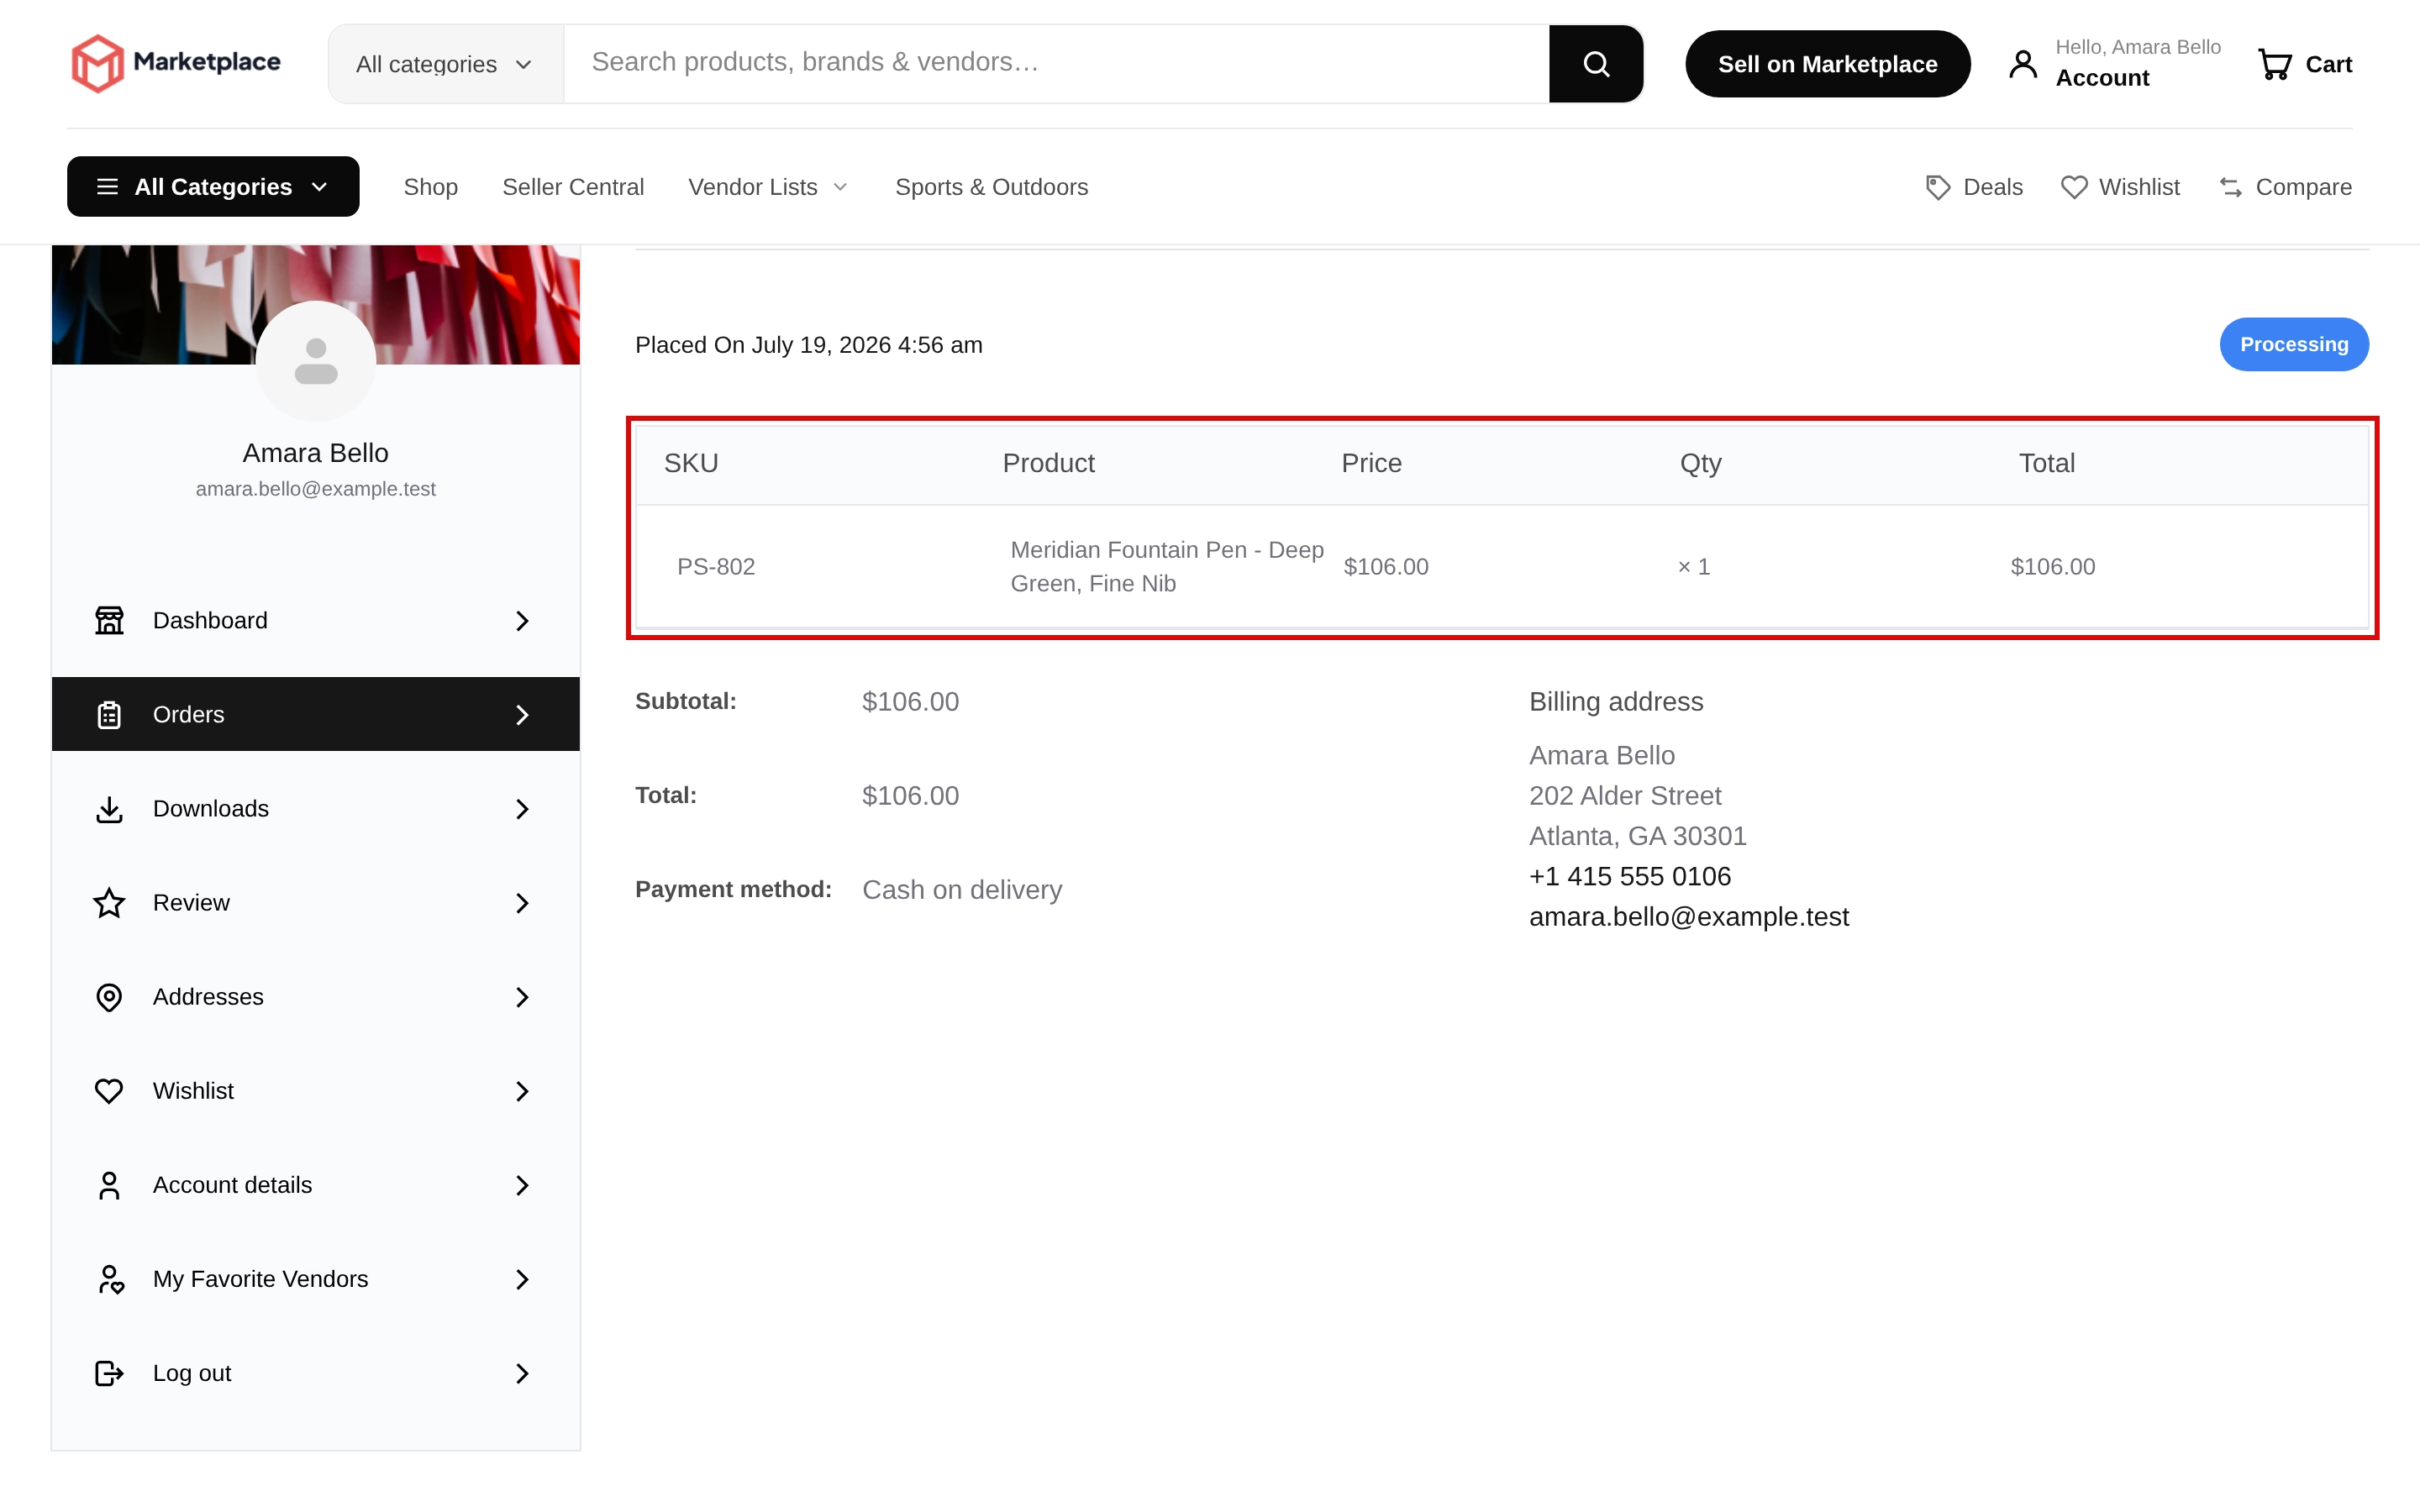 Marketplace
All categories
Search products, brands & vendors…
Sell on Marketplace
Hello, Amara Bello
Account
Cart
All Categories
Shop
Seller Central
Vendor Lists
Sports & Outdoors
Deals
Wishlist
Compare
Amara Bello
amara.bello@example.test
Dashboard
Orders
Downloads
Review
Addresses
Wishlist
Account details
My Favorite Vendors
Log out
Placed On July 19, 2026 4:56 am
Processing
SKU Product Price Qty Total
PS-802
Meridian Fountain Pen - Deep
Green, Fine Nib
$106.00
× 1
$106.00
Subtotal: $106.00
Total: $106.00
Payment method: Cash on delivery
Billing address
Amara Bello
202 Alder Street
Atlanta, GA 30301
+1 415 555 0106
amara.bello@example.test